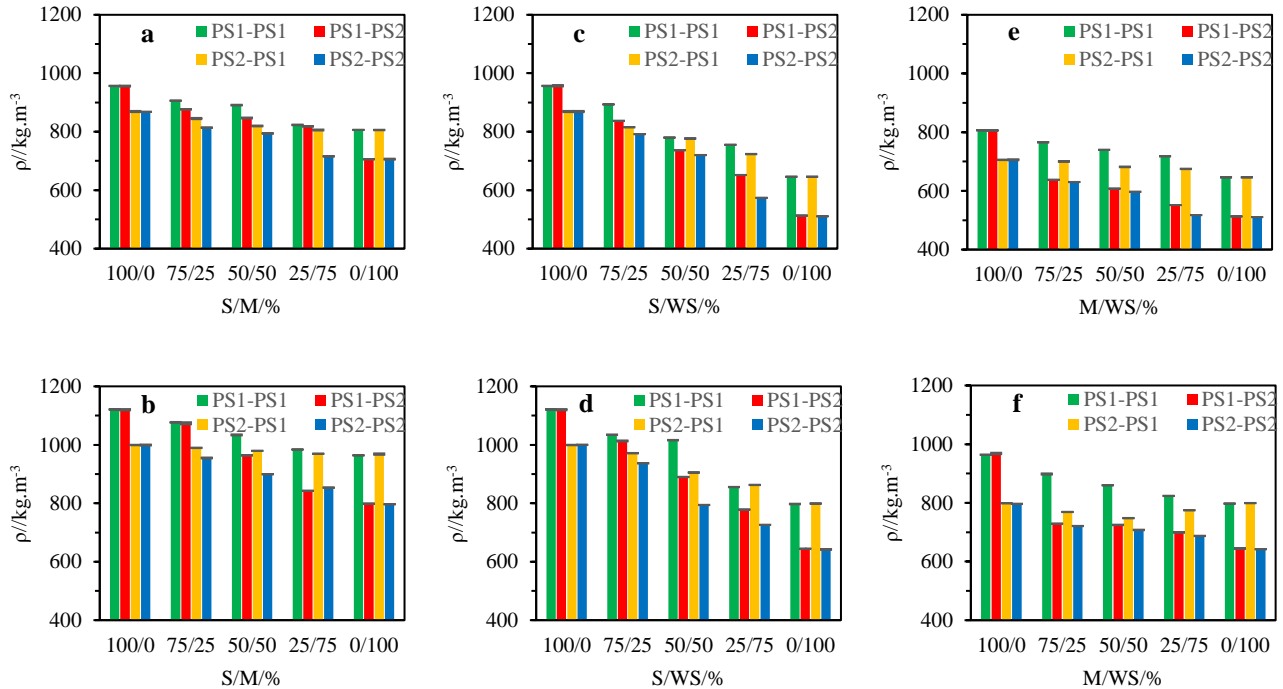 a
PS1-PS1 PS1-PS2
PS2-PS1 PS2-PS2
1200
1000
800
600
400
ρ//kg.m-3
100/0 75/25 50/50 25/75 0/100
S/M/%
c
PS1-PS1 PS1-PS2
PS2-PS1 PS2-PS2
1200
1000
800
600
400
ρ//kg.m-3
100/0 75/25 50/50 25/75 0/100
S/WS/%
e
PS1-PS1 PS1-PS2
PS2-PS1 PS2-PS2
1200
1000
800
600
400
ρ//kg.m-3
100/0 75/25 50/50 25/75 0/100
M/WS/%
b
PS1-PS1 PS1-PS2
PS2-PS1 PS2-PS2
1200
1000
800
600
400
ρ//kg.m-3
100/0 75/25 50/50 25/75 0/100
S/M/%
d
PS1-PS1 PS1-PS2
PS2-PS1 PS2-PS2
1200
1000
800
600
400
ρ//kg.m-3
100/0 75/25 50/50 25/75 0/100
S/WS/%
f
PS1-PS1 PS1-PS2
PS2-PS1 PS2-PS2
1200
1000
800
600
400
ρ//kg.m-3
100/0 75/25 50/50 25/75 0/100
M/WS/%